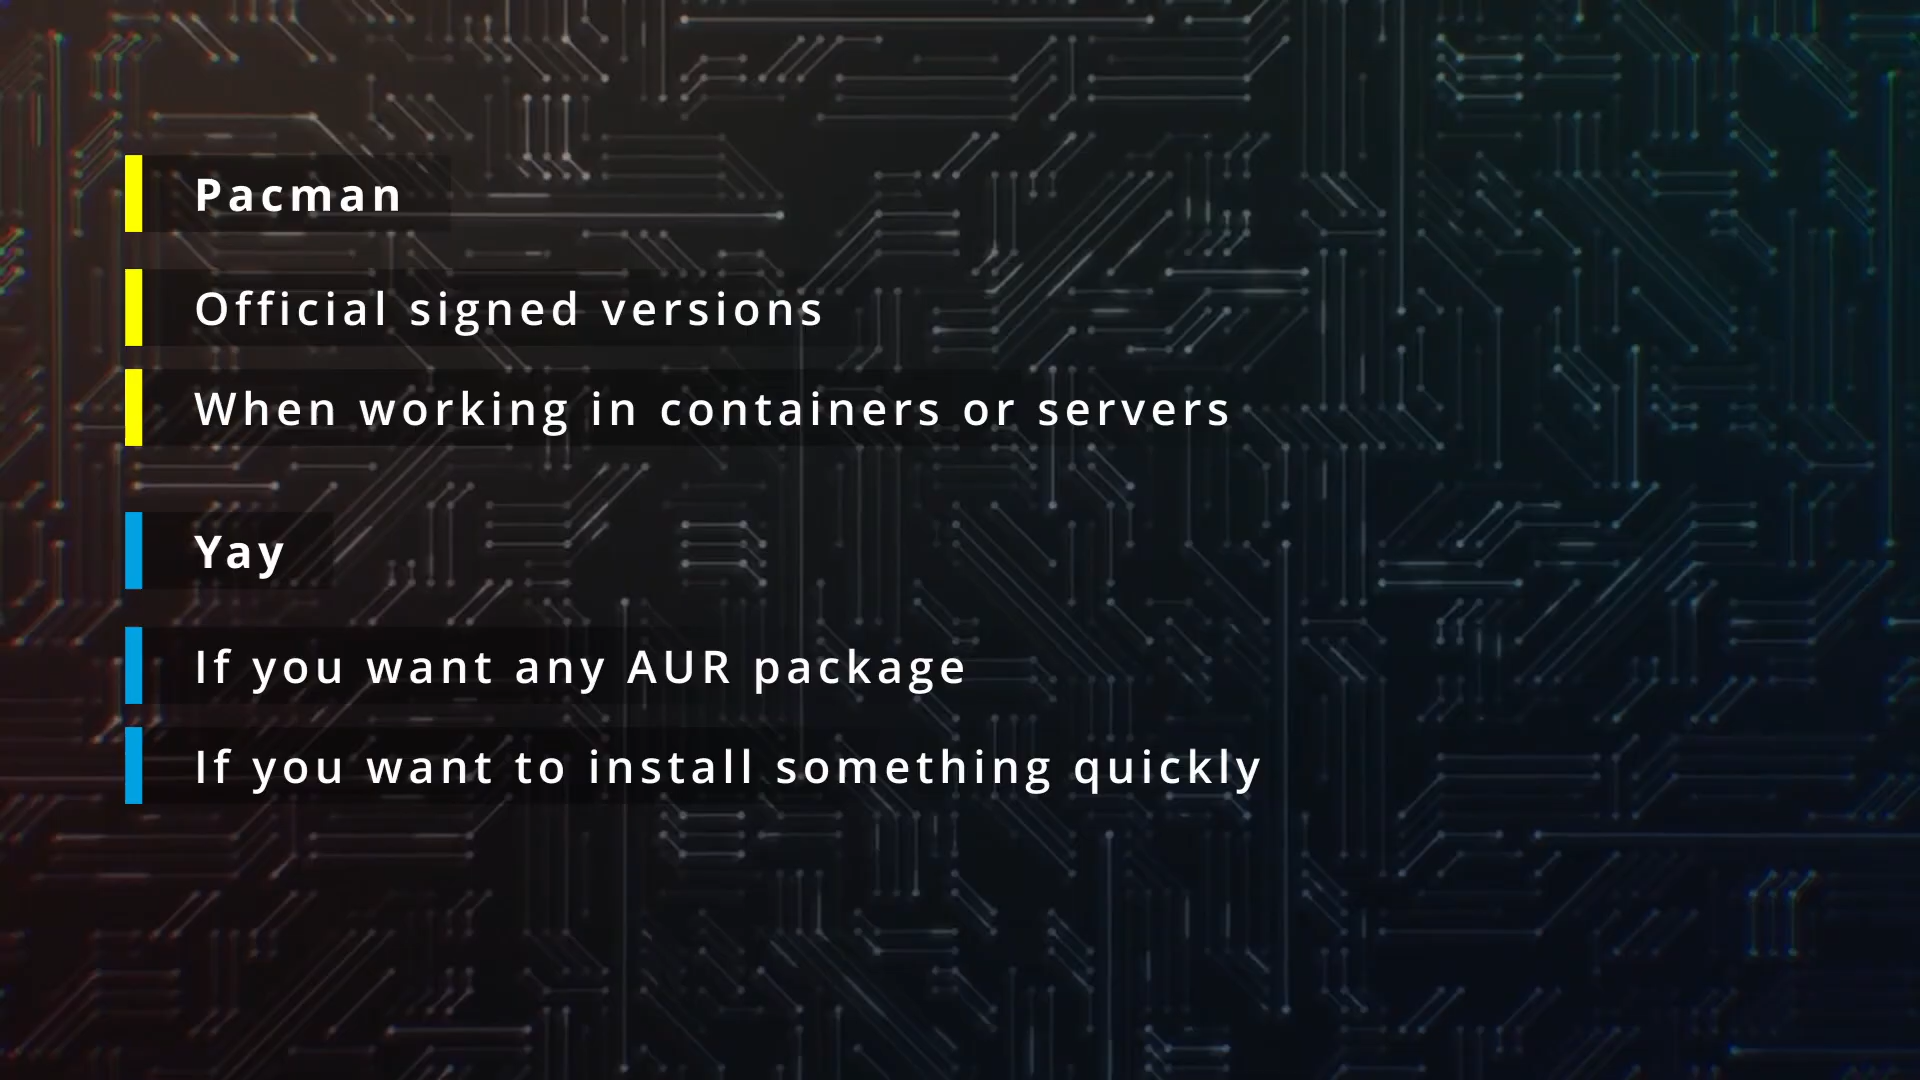 Pacman
Official signed versions
When working in containers or servers
Yay
If you want any AUR package
If you want to install something quickly